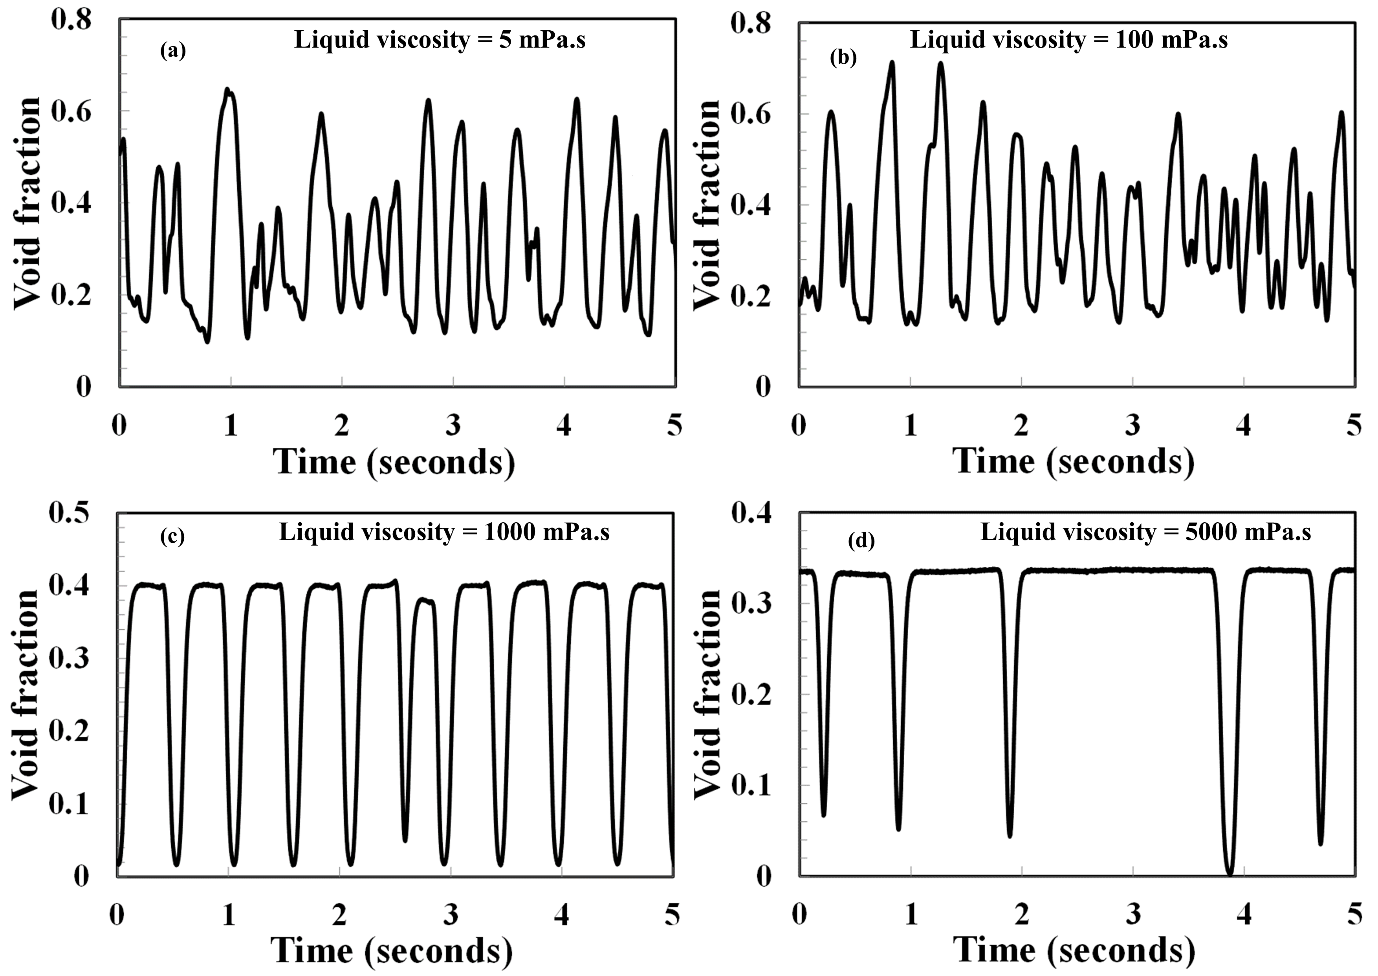 (a)
Liquid viscosity = 5 mPa.s
0.8
0.6
0.4
0.2
0
Void fraction
0
1
2
3
4
5
Time (seconds)
(b)
Liquid viscosity = 100 mPa.s
0.8
0.6
0.4
0.2
0
Void fraction
0
1
2
3
4
5
Time (seconds)
(c)
Liquid viscosity = 1000 mPa.s
0.5
0.4
0.3
0.2
0.1
0
Void fraction
0
1
2
3
4
5
Time (seconds)
(d)
Liquid viscosity = 5000 mPa.s
0.4
0.3
0.2
0.1
0
Void fraction
0
1
2
3
4
5
Time (seconds)